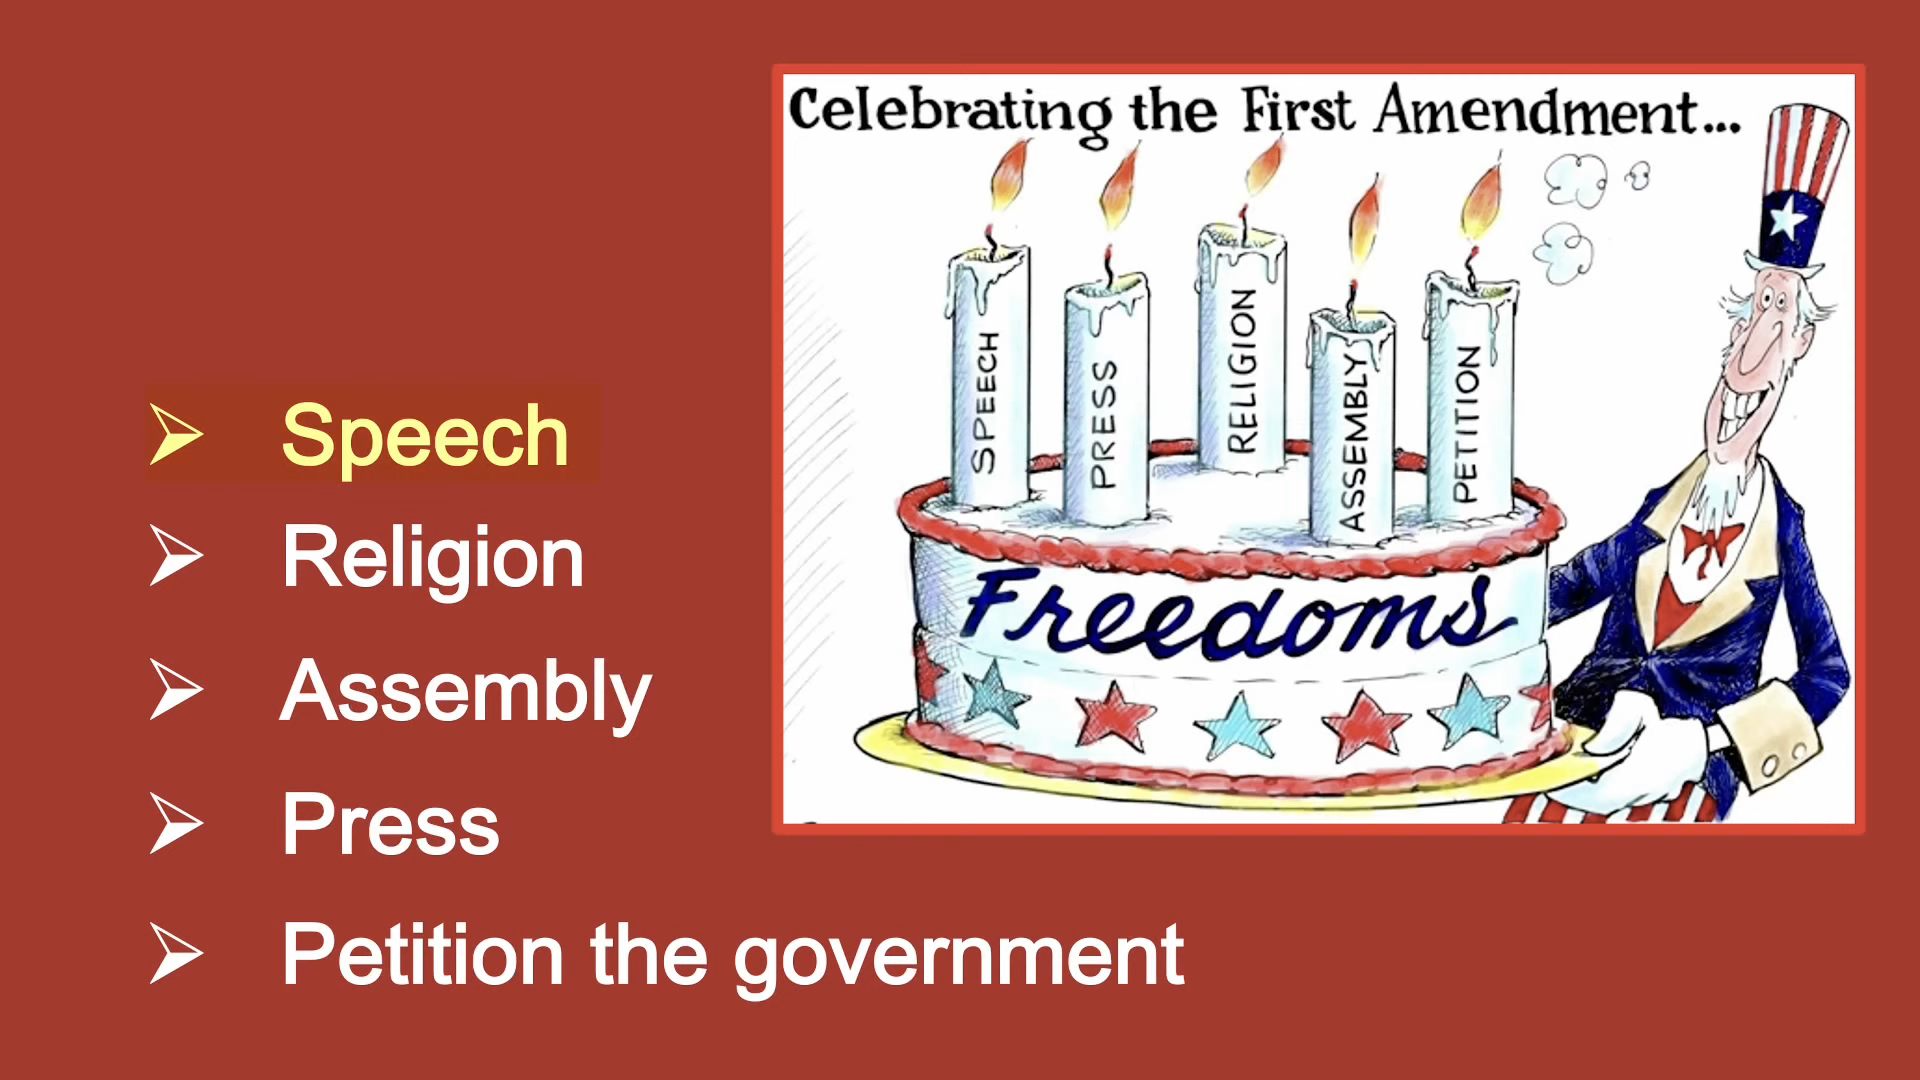 Celebrating the First Amendment...
SPEECH
PRESS
RELIGION
ASSEMBLY
PETITION
Freedoms
Speech
Religion
Assembly
Press
Petition the government